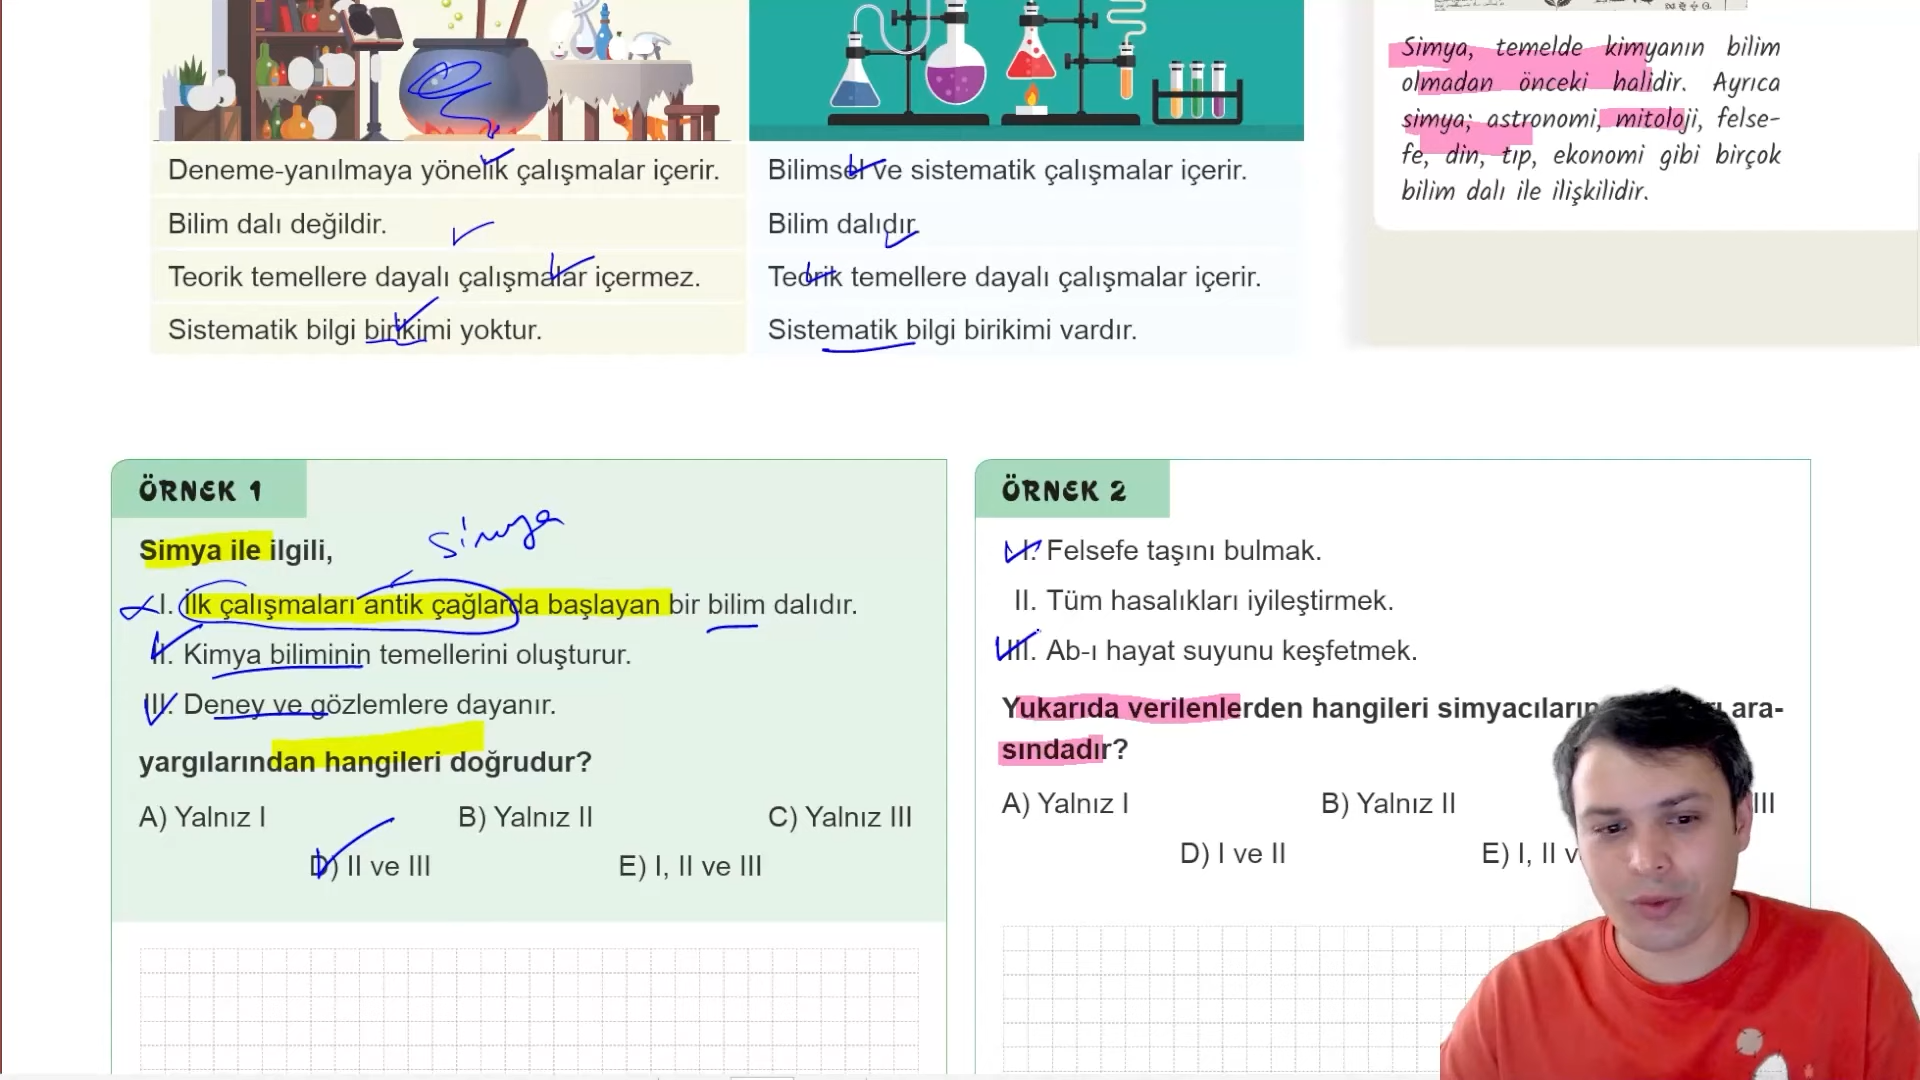 Simya, temelde kimyanın bilim
olmadan önceki halidir. Ayrıca
simya; astronomi, mitoloji, felse-
fe, din, tıp, ekonomi gibi birçok
bilim dalı ile ilişkilidir.
Deneme-yanılmaya yönelik çalışmalar içerir.
Bilimsel ve sistematik çalışmalar içerir.
Bilim dalı değildir.
Bilim dalıdır.
Teorik temellere dayalı çalışmalar içermez.
Teorik temellere dayalı çalışmalar içerir.
Sistematik bilgi birikimi yoktur.
Sistematik bilgi birikimi vardır.
ÖRNEK 1
Simya ile ilgili,
simya
I. İlk çalışmaları antik çağlarda başlayan bir bilim dalıdır.
II. Kimya biliminin temellerini oluşturur.
III. Deney ve gözlemlere dayanır.
yargılarından hangileri doğrudur?
A) Yalnız I B) Yalnız II C) Yalnız III
D) II ve III E) I, II ve III
ÖRNEK 2
I. Felsefe taşını bulmak.
II. Tüm hasalıkları iyileştirmek.
III. Ab-ı hayat suyunu keşfetmek.
Yukarıda verilenlerden hangileri simyacıların ara-
sındadır?
A) Yalnız I B) Yalnız II III
D) I ve II E) I, II v